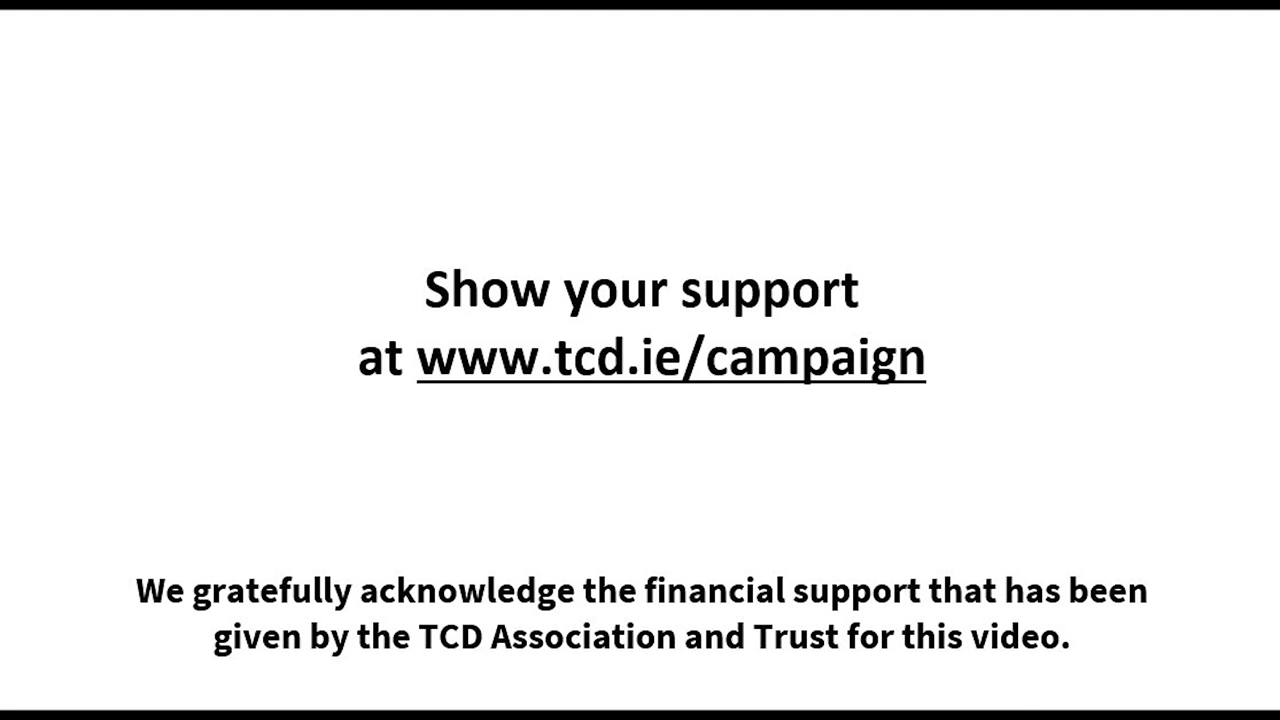 Show your support
at www.tcd.ie/campaign
We gratefully acknowledge the financial support that has been
given by the TCD Association and Trust for this video.